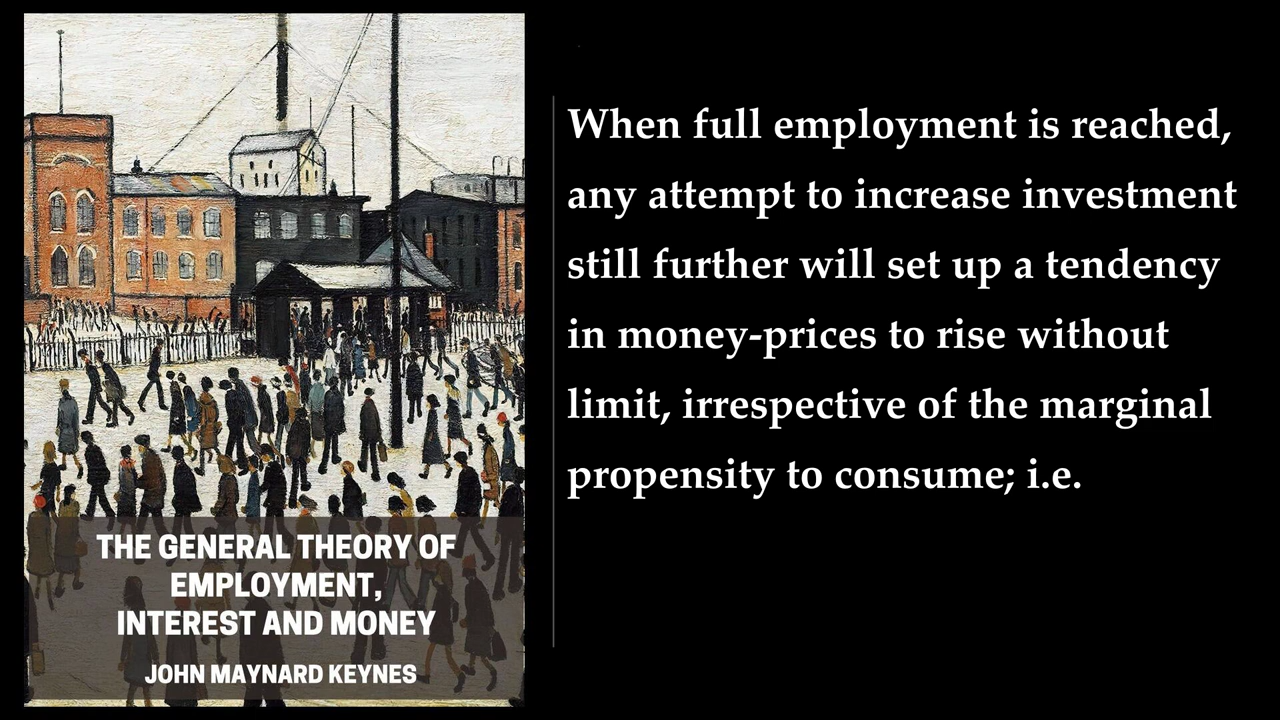 THE GENERAL THEORY OF
EMPLOYMENT,
INTEREST AND MONEY
JOHN MAYNARD KEYNES
When full employment is reached,
any attempt to increase investment
still further will set up a tendency
in money-prices to rise without
limit, irrespective of the marginal
propensity to consume; i.e.